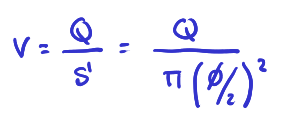 V = Q / S' = Q / π(φ/2)²